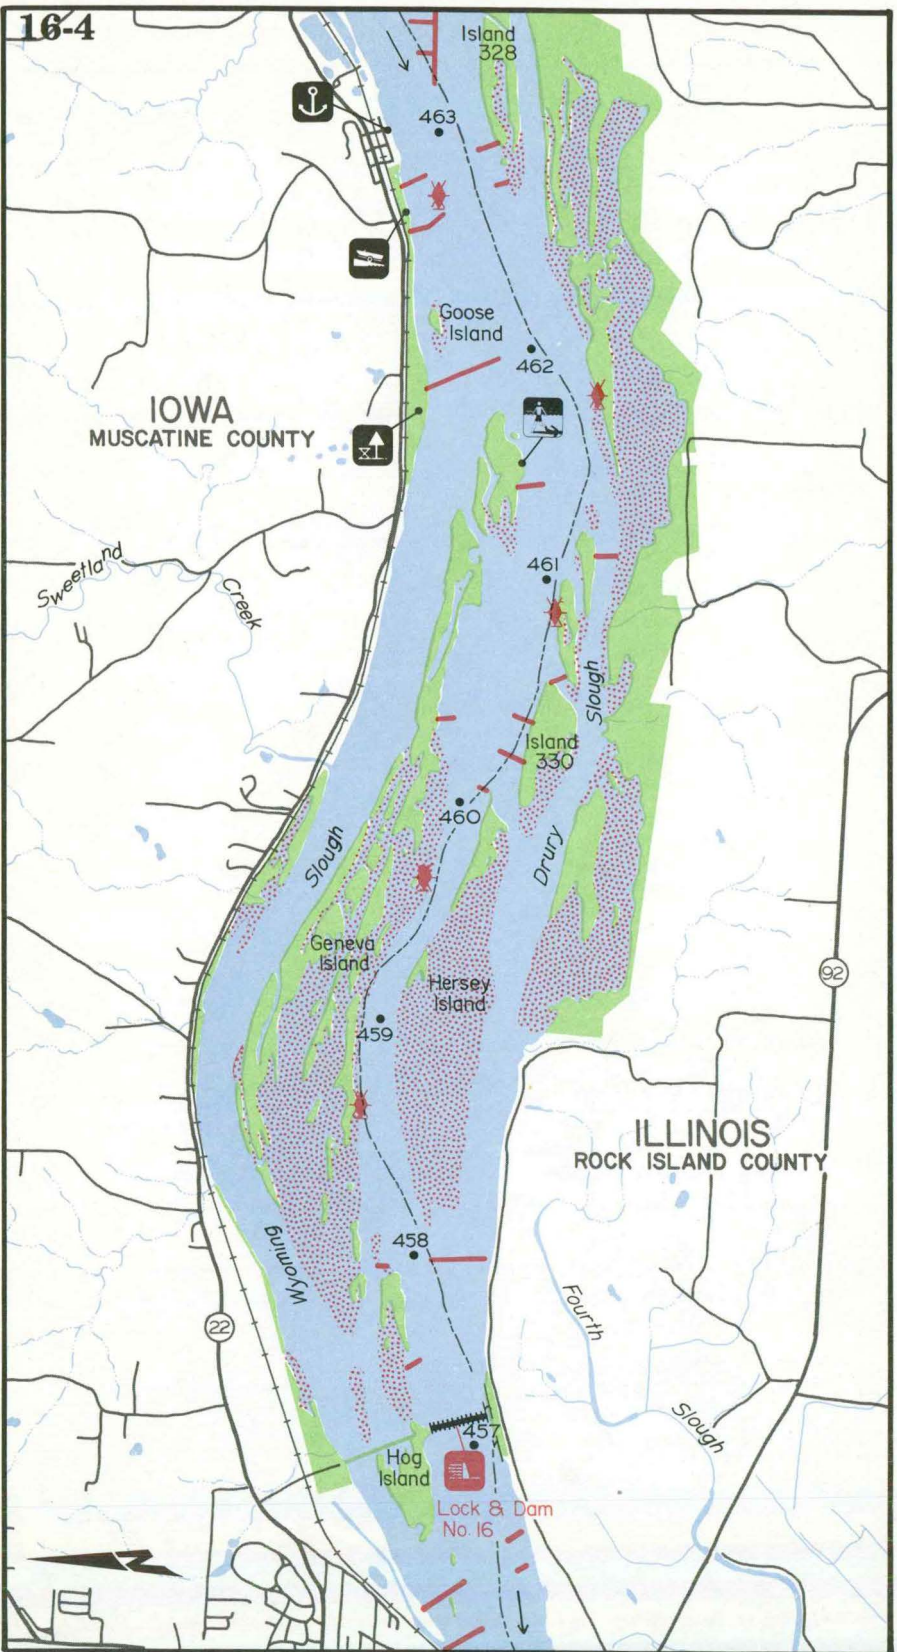 16-4
Island
328
463
Goose
Island
462
IOWA
MUSCATINE COUNTY
Sweetland
Creek
461
Slough
Island
330
460
Slough
Drury
Geneva
Island
Hersey
Island
92
459
ILLINOIS
ROCK ISLAND COUNTY
Wyoming
458
Fourth
22
Slough
457
Hog
Island
Lock & Dam
No. 16
N